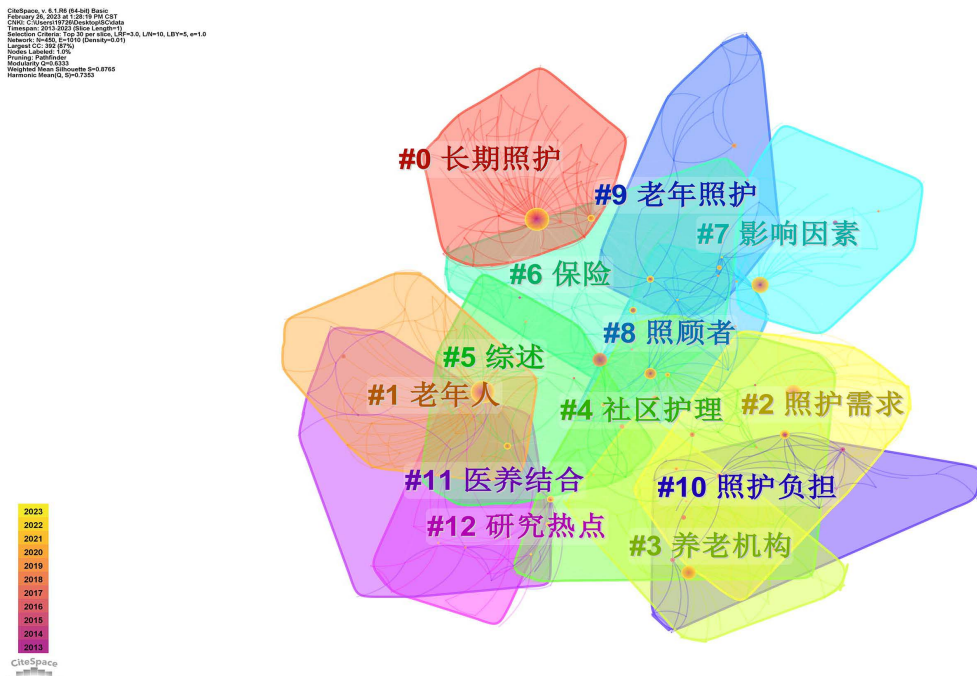 CiteSpace, v. 6.1.R6 (64-bit) Basic
February 26, 2023 at 1:28:19 PM CST
CNKI: C:\Users\19726\Desktop\SC\data
Timespan: 2013-2023 (Slice Length=1)
Selection Criteria: Top 30 per slice, LRF=3.0, L/N=10, LBY=5, e=1.0
Network: N=450, E=1010 (Density=0.01)
Largest CC: 392 (87%)
Nodes Labeled: 1.0%
Pruning: Pathfinder
Modularity Q=0.6333
Weighted Mean Silhouette S=0.8765
Harmonic Mean(Q, S)=0.7353
#0 长期照护
#9 老年照护
#7 影响因素
#6 保险
#8 照顾者
#5 综述
#1 老年人
#4 社区护理
#2 照护需求
#11 医养结合
#10 照护负担
#12 研究热点
#3 养老机构
2023
2022
2021
2020
2019
2018
2017
2016
2015
2014
2013
CiteSpace